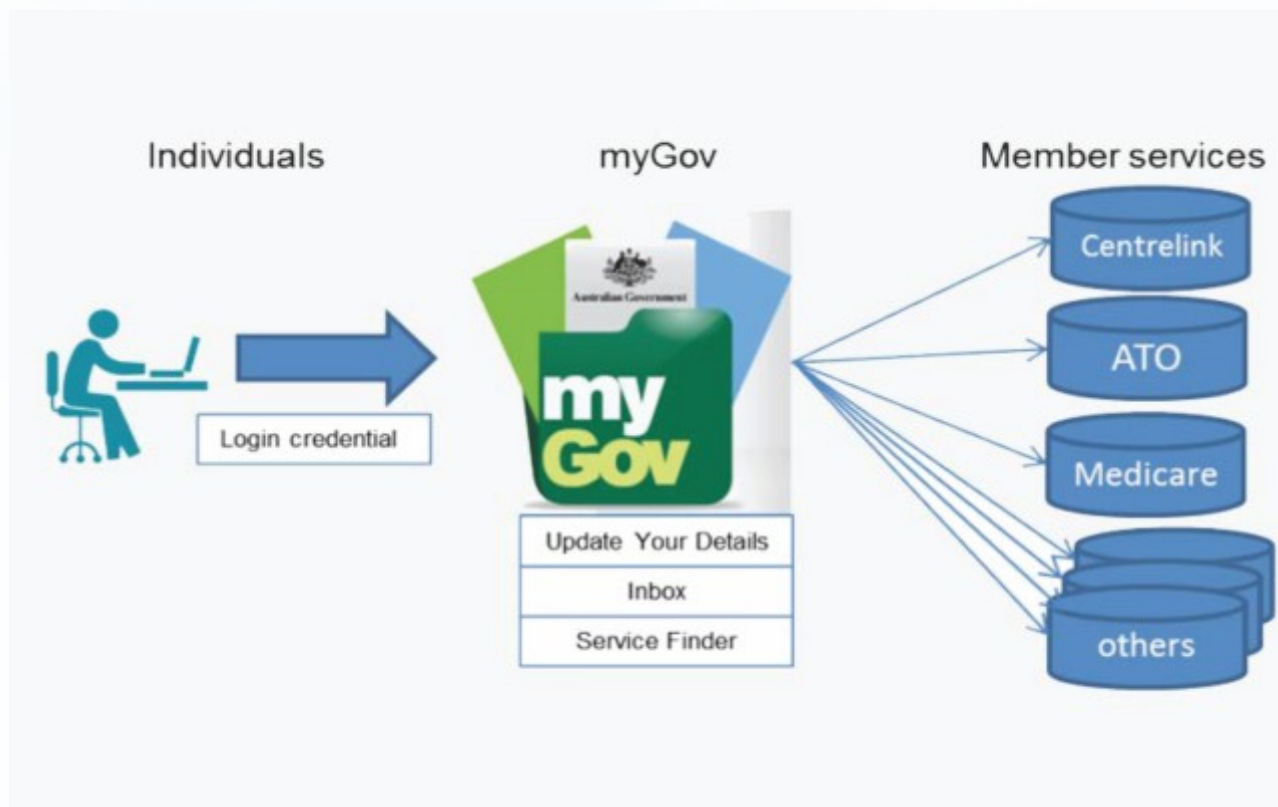 Individuals
myGov
Member services
Login credential
Australian Government
my
Gov
Update Your Details
Inbox
Service Finder
Centrelink
ATO
Medicare
others